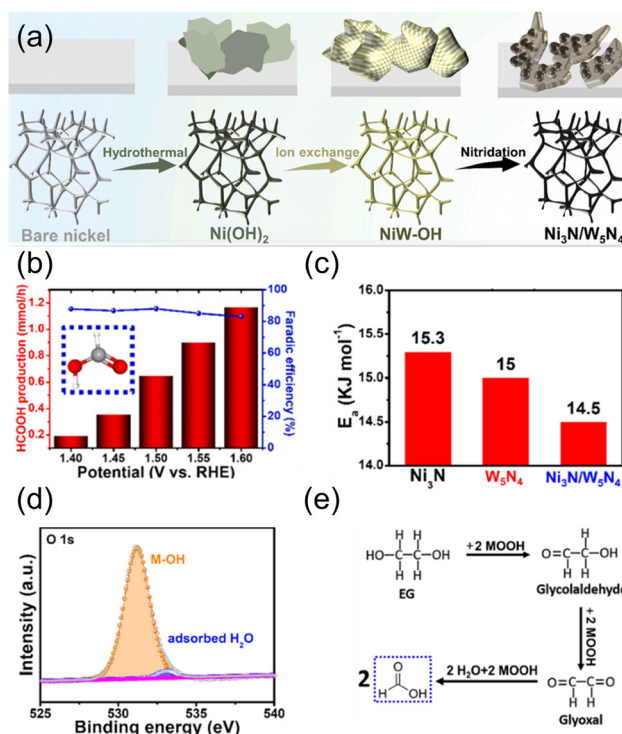 (a)
Hydrothermal
Ion exchange
Nitridation
Bare nickel
Ni(OH)₂
NiW-OH
Ni₃N/W₅N₄
(b)
HCOOH production (mmol/h)
1.2
1.0
0.8
0.6
0.4
0.2
100
80
60
40
20
0
Faradic efficiency (%)
1.40 1.45 1.50 1.55 1.60
Potential (V vs. RHE)
(c)
Eₐ (KJ mol⁻¹)
16.0
15.5
15.0
14.5
14.0
15.3
15
14.5
Ni₃N W₅N₄ Ni₃N/W₅N₄
(d)
O 1s
M-OH
adsorbed H₂O
Intensity (a.u.)
525 530 535 540
Binding energy (eV)
(e)
H H
HO-C-C-OH
H H
EG
+2 MOOH
H H
O=C-C-OH
H
Glycolaldehyde
+ 2 MOOH
H H
O=C-C=O
Glyoxal
2 H₂O+2 MOOH
2
O
H OH